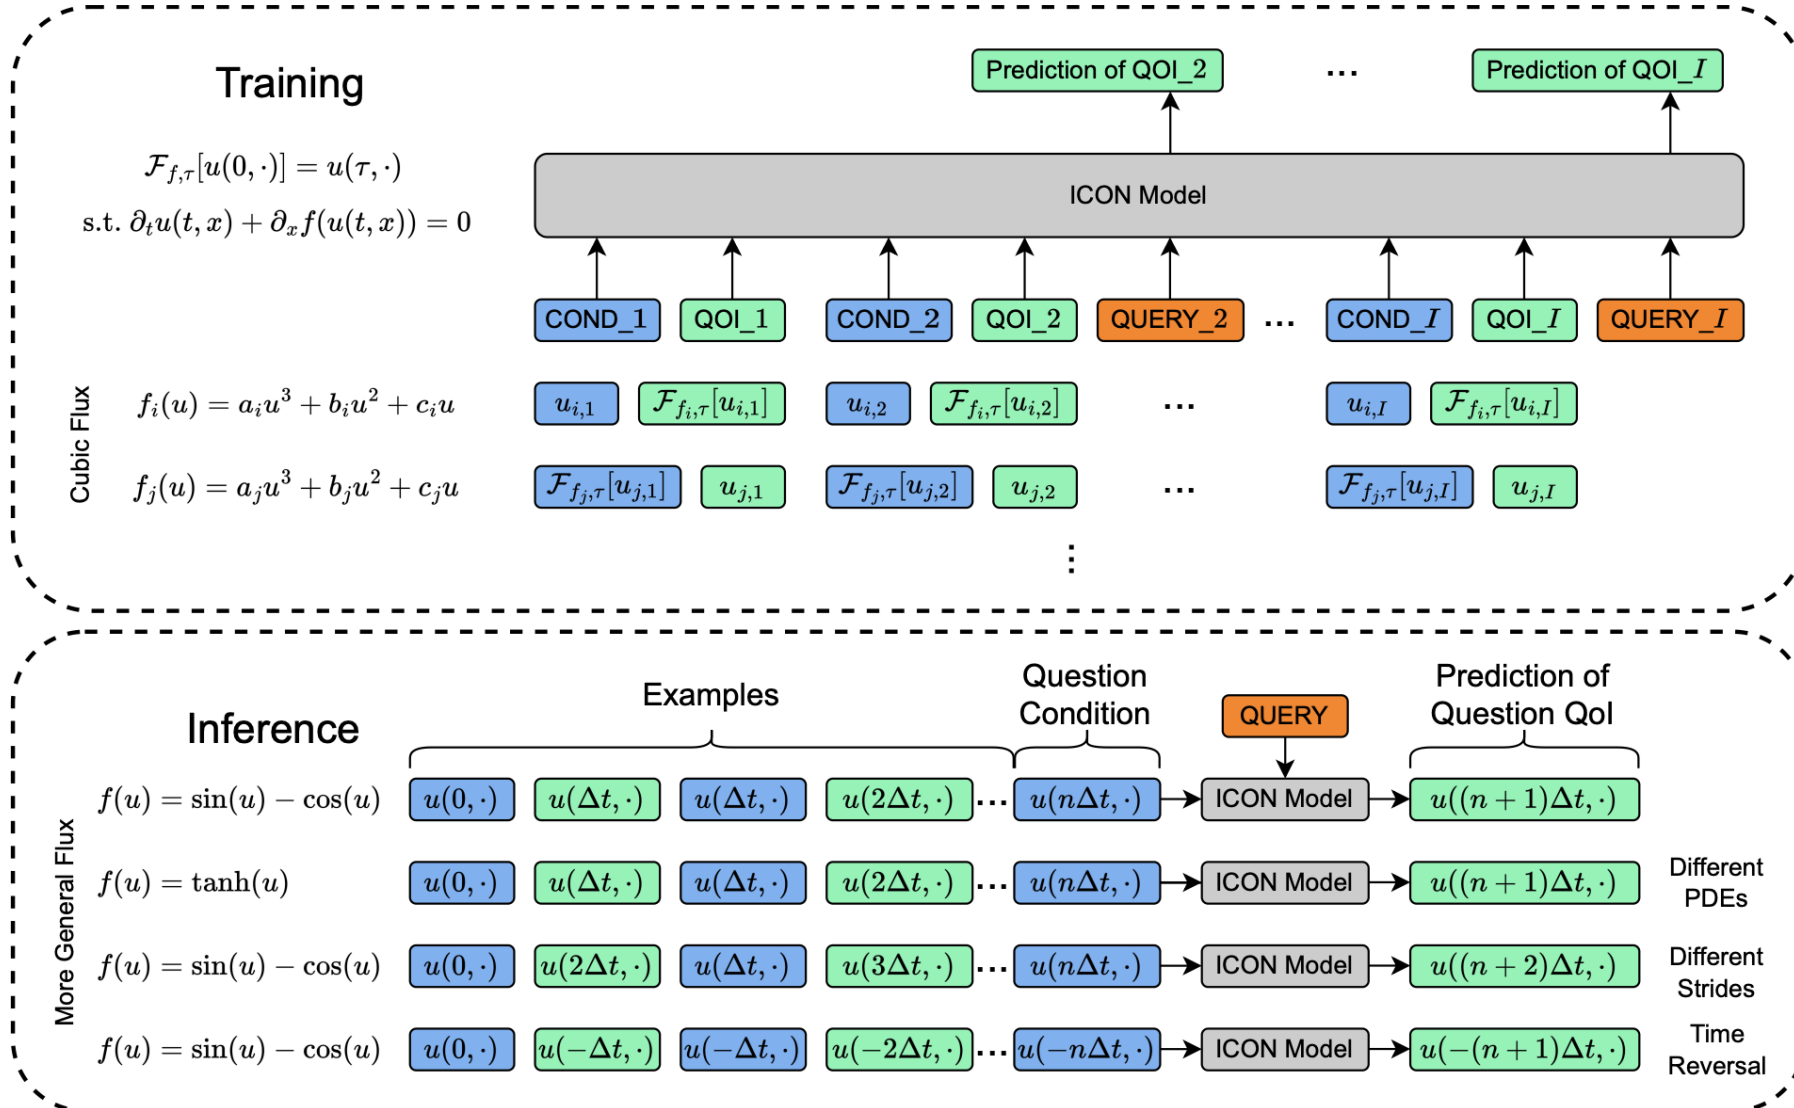 Training
Prediction of QOI_2 ... Prediction of QOI_I
𝓕_{f,τ}[u(0,·)] = u(τ,·)
s.t. ∂_t u(t, x) + ∂_x f(u(t, x)) = 0
ICON Model
COND_1 QOI_1 COND_2 QOI_2 QUERY_2 ... COND_I QOI_I QUERY_I
Cubic Flux
f_i(u) = a_i u³ + b_i u² + c_i u u_{i,1} 𝓕_{f_i,τ}[u_{i,1}] u_{i,2} 𝓕_{f_i,τ}[u_{i,2}] ... u_{i,I} 𝓕_{f_i,τ}[u_{i,I}]
f_j(u) = a_j u³ + b_j u² + c_j u 𝓕_{f_j,τ}[u_{j,1}] u_{j,1} 𝓕_{f_j,τ}[u_{j,2}] u_{j,2} ... 𝓕_{f_j,τ}[u_{j,I}] u_{j,I}
⋮
Inference
Examples
Question
Condition
QUERY
Prediction of
Question QoI
More General Flux
f(u) = sin(u) − cos(u) u(0,·) u(Δt,·) u(Δt,·) u(2Δt,·) ... u(nΔt,·) ICON Model u((n + 1)Δt,·)
f(u) = tanh(u) u(0,·) u(Δt,·) u(Δt,·) u(2Δt,·) ... u(nΔt,·) ICON Model u((n + 1)Δt,·)
Different
PDEs
f(u) = sin(u) − cos(u) u(0,·) u(2Δt,·) u(Δt,·) u(3Δt,·) ... u(nΔt,·) ICON Model u((n + 2)Δt,·)
Different
Strides
f(u) = sin(u) − cos(u) u(0,·) u(−Δt,·) u(−Δt,·) u(−2Δt,·) ... u(−nΔt,·) ICON Model u(−(n + 1)Δt,·)
Time
Reversal